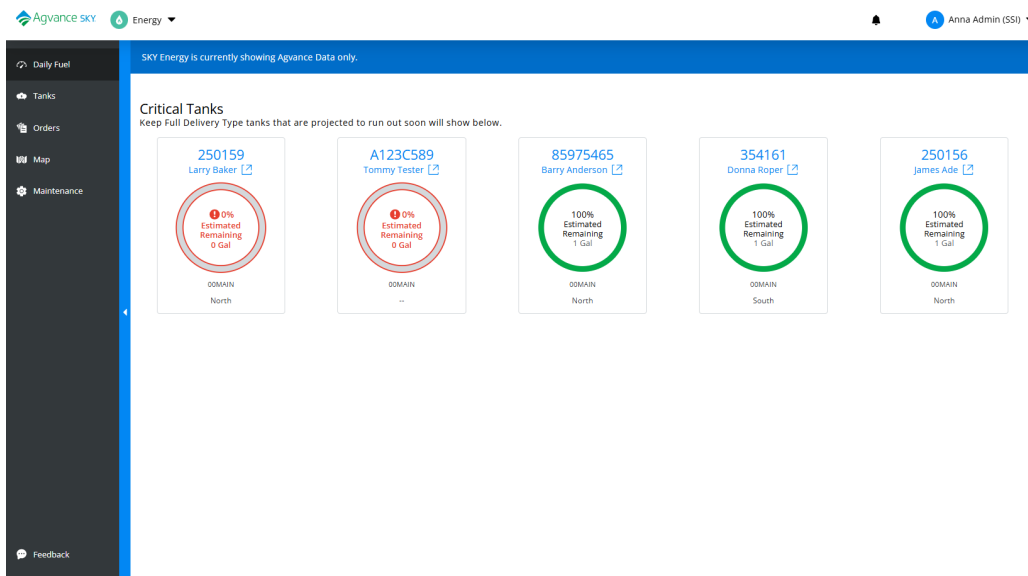 Agvance SKY
Energy
A
Anna Admin (SSI)
Daily Fuel
Tanks
Orders
Map
Maintenance
Feedback
SKY Energy is currently showing Agvance Data only.
Critical Tanks
Keep Full Delivery Type tanks that are projected to run out soon will show below.
250159
Larry Baker
0%
Estimated
Remaining
0 Gal
00MAIN
North
A123C589
Tommy Tester
0%
Estimated
Remaining
0 Gal
00MAIN
--
85975465
Barry Anderson
100%
Estimated
Remaining
1 Gal
00MAIN
North
354161
Donna Roper
100%
Estimated
Remaining
1 Gal
00MAIN
South
250156
James Ade
100%
Estimated
Remaining
1 Gal
00MAIN
North